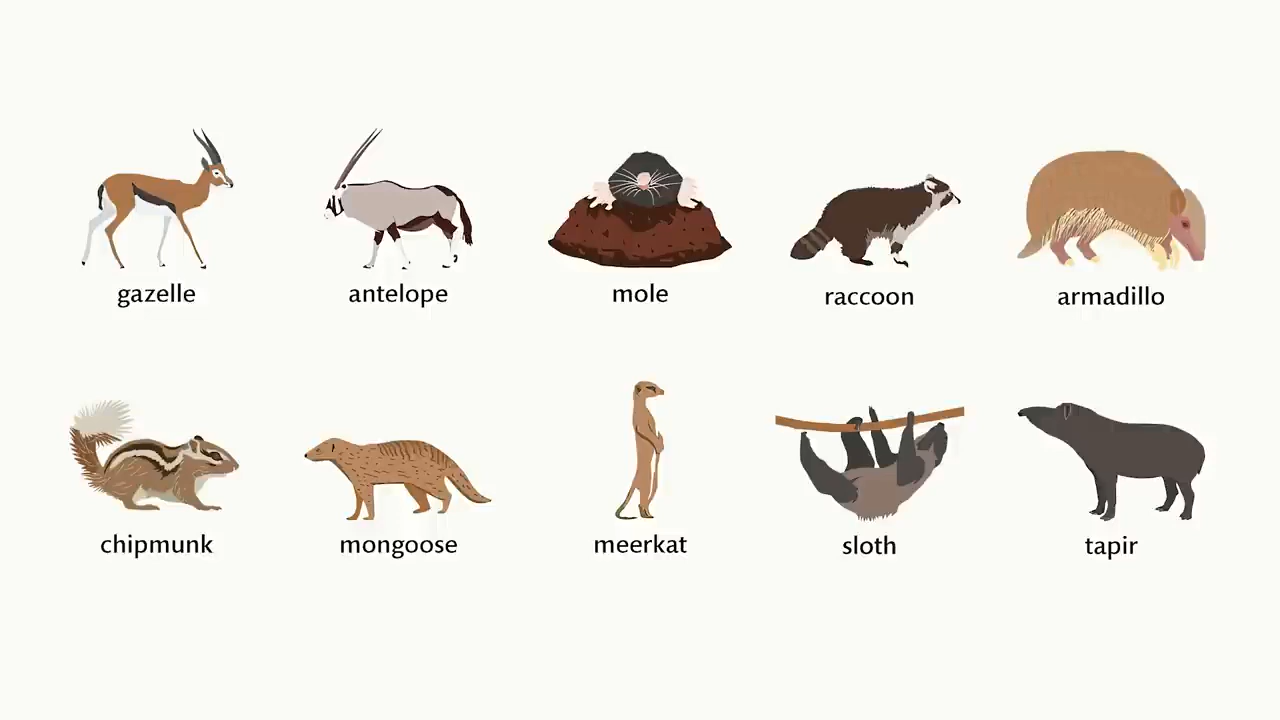 gazelle
antelope
mole
raccoon
armadillo
chipmunk
mongoose
meerkat
sloth
tapir